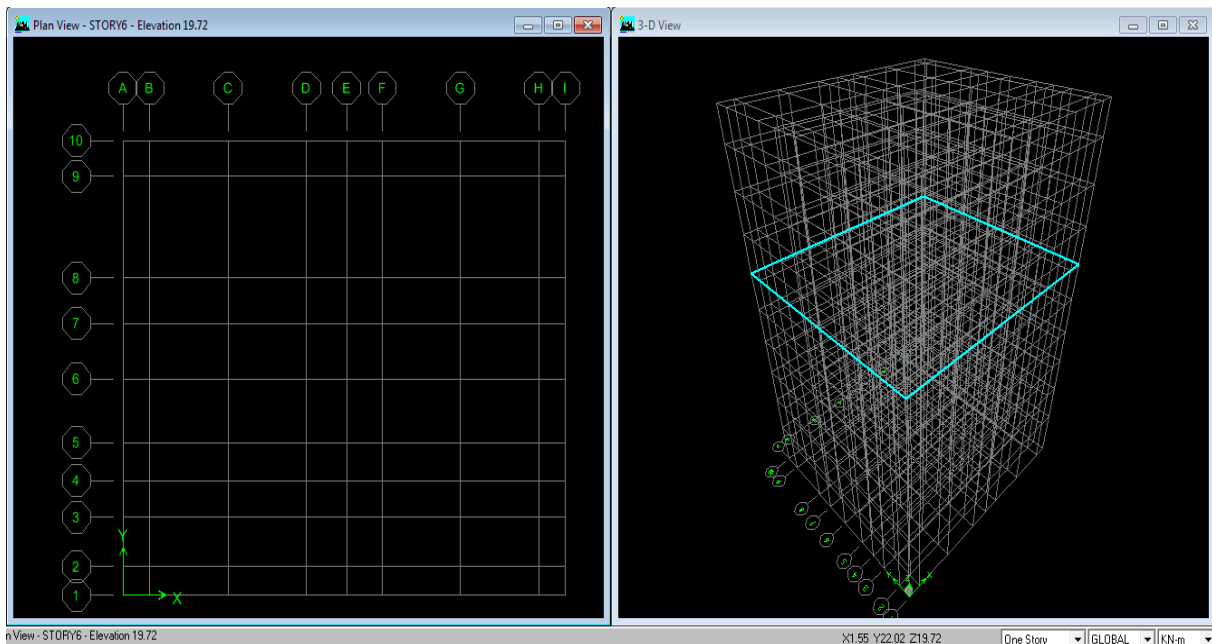 Plan View - STORY6 - Elevation 19.72
A B C D E F G H I
10
9
8
7
6
5
4
3
2
1
Y
X
3-D View
n View - STORY6 - Elevation 19.72
X1.55 Y22.02 Z19.72
One Story
GLOBAL
KN-m